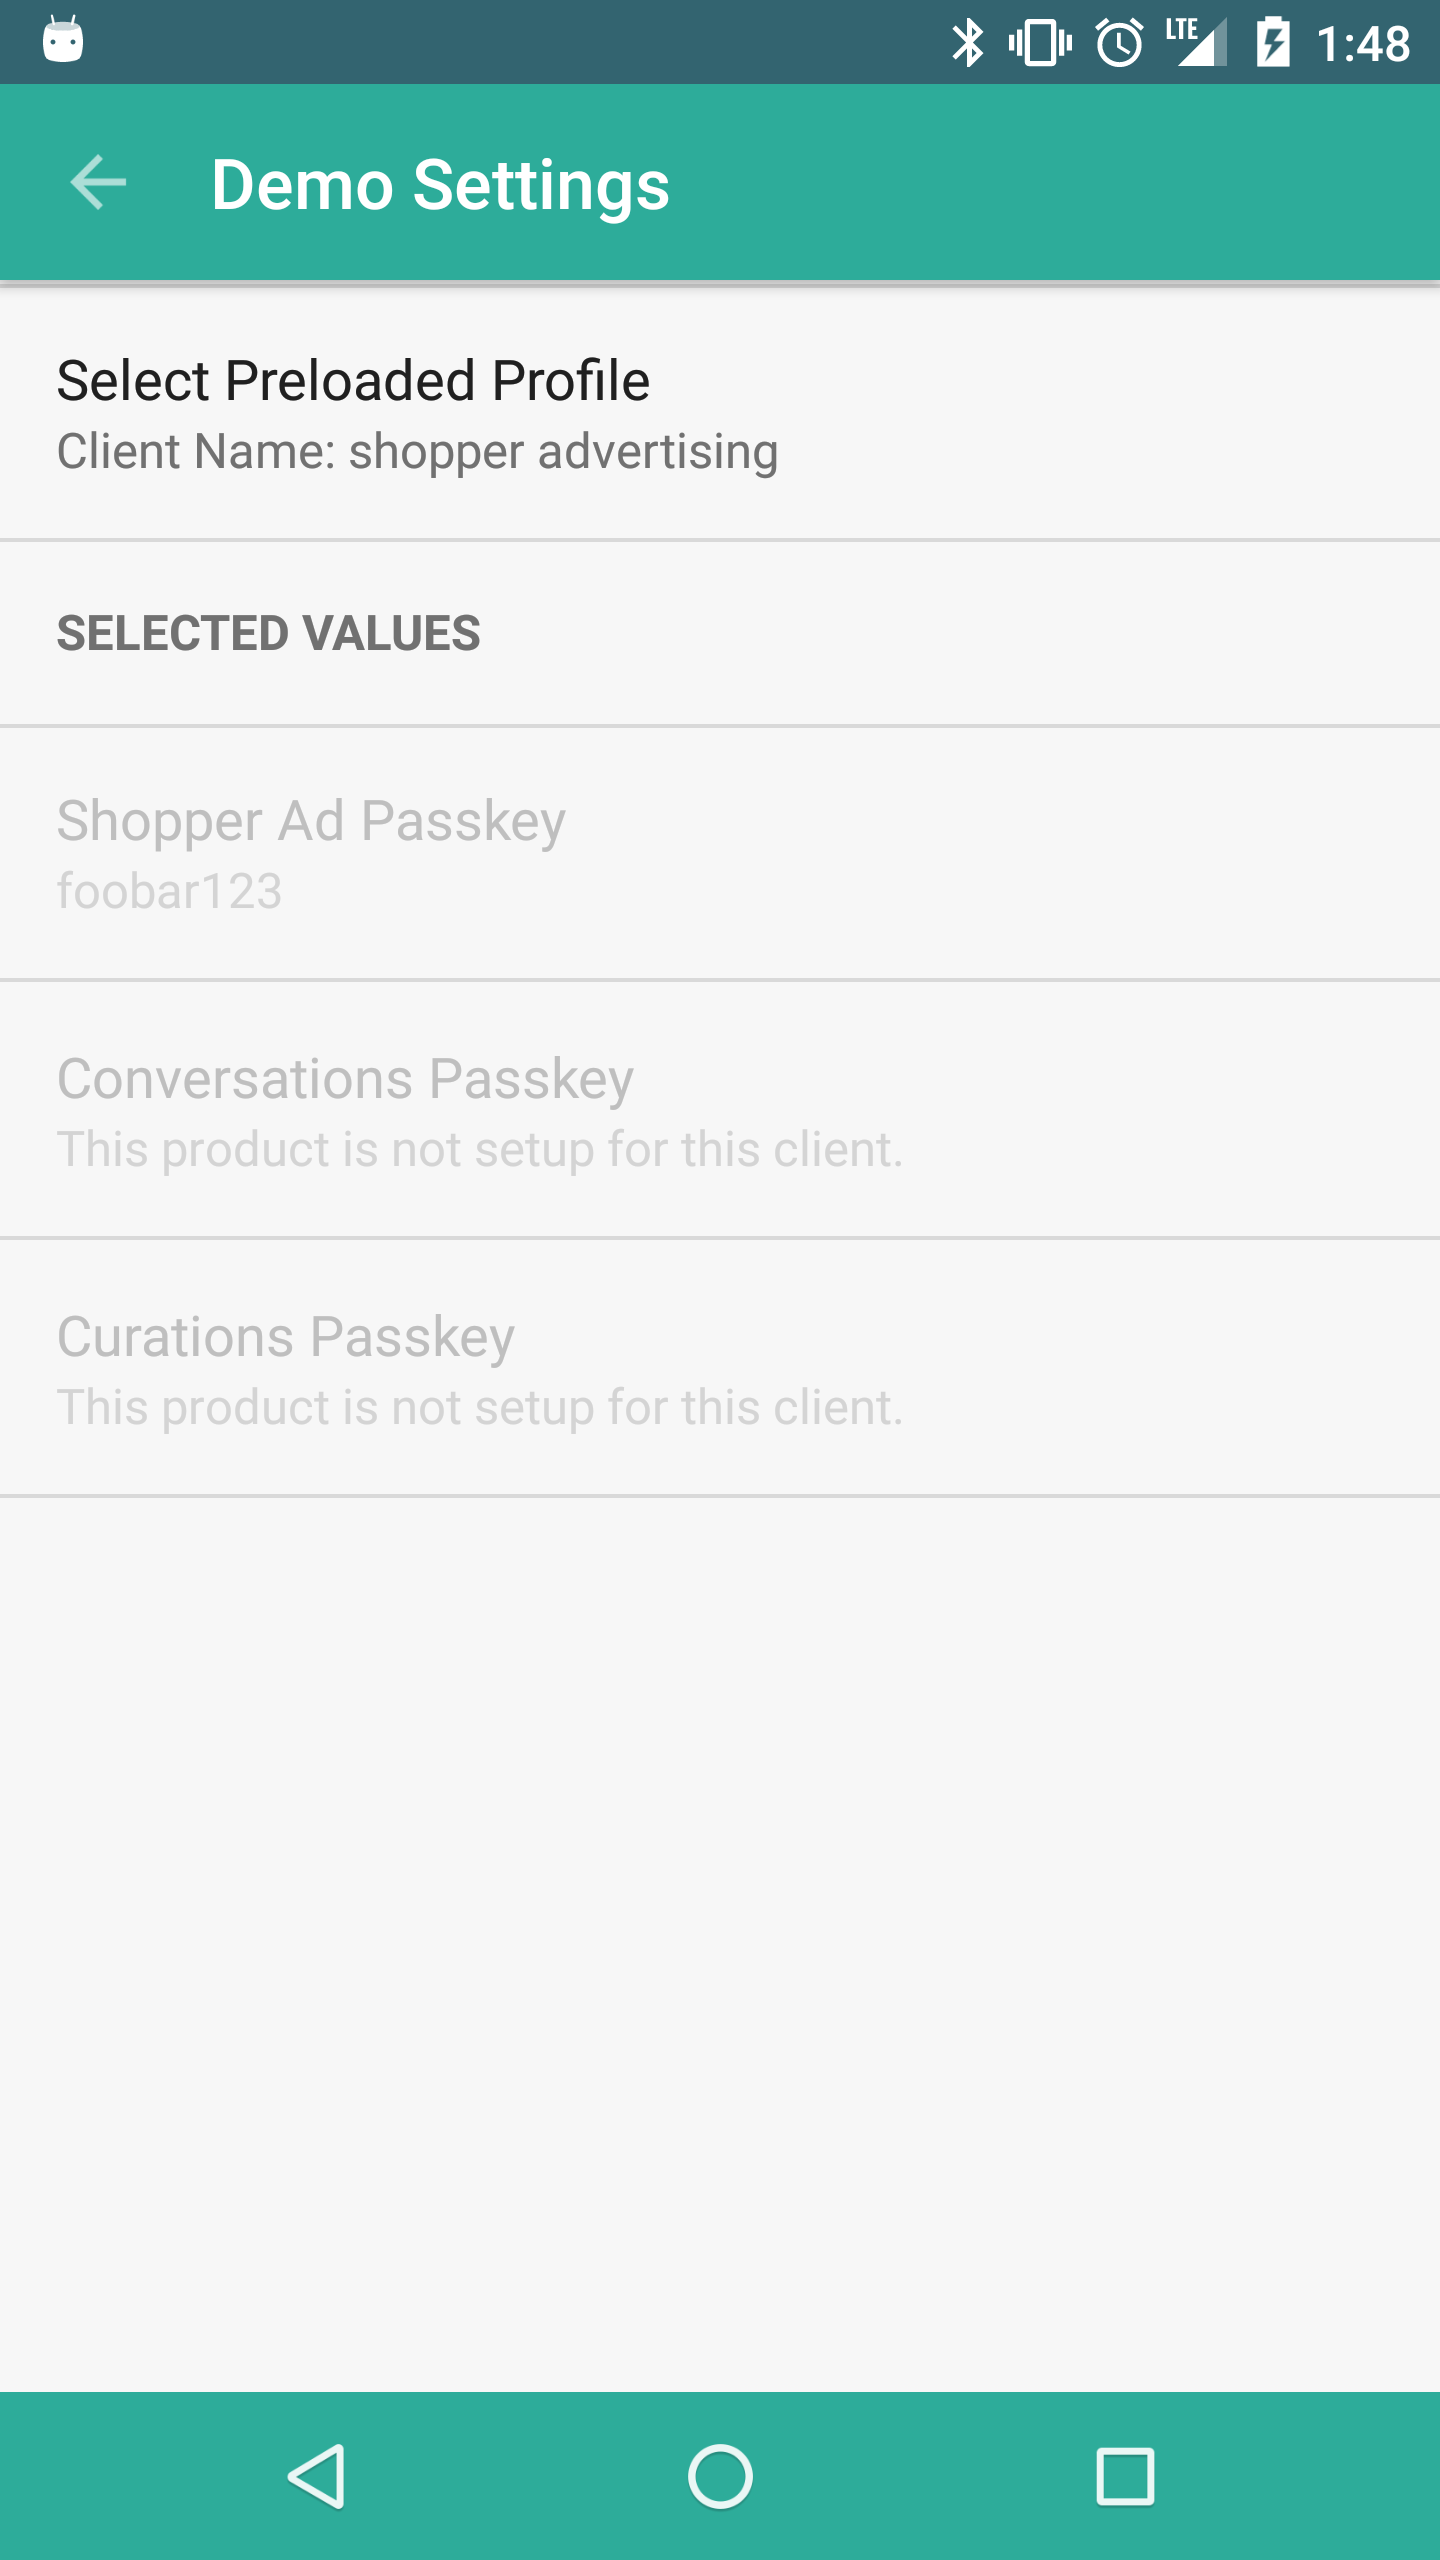 LTE 1:48
Demo Settings
Select Preloaded Profile
Client Name: shopper advertising
SELECTED VALUES
Shopper Ad Passkey
foobar123
Conversations Passkey
This product is not setup for this client.
Curations Passkey
This product is not setup for this client.